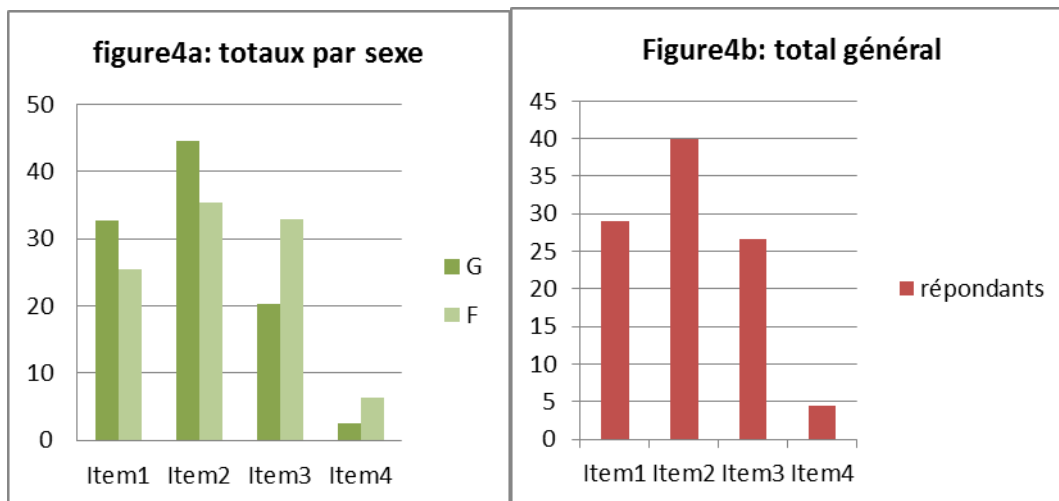 figure4a: totaux par sexe
50
40
30
20
10
0
Item1 Item2 Item3 Item4
G
F
Figure4b: total général
45
40
35
30
25
20
15
10
5
0
Item1 Item2 Item3 Item4
répondants